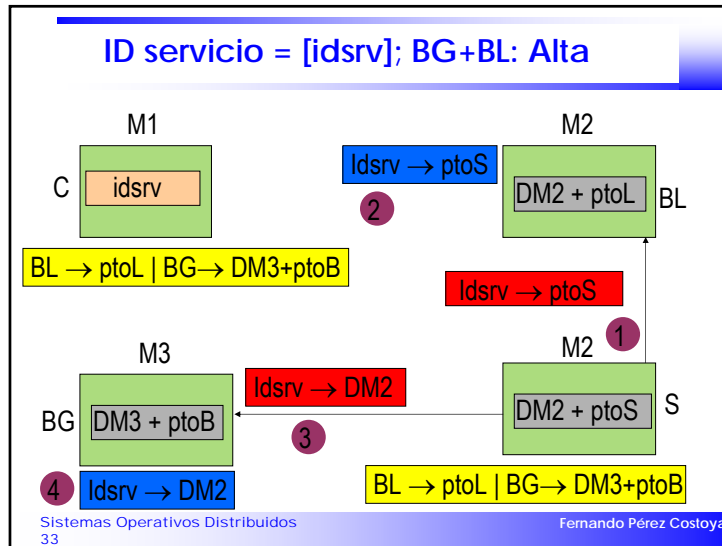 ID servicio = [idsrv]; BG+BL: Alta
M1
M2
Idsrv → ptoS
C
idsrv
DM2 + ptoL
BL
2
BL → ptoL | BG→ DM3+ptoB
Idsrv → ptoS
1
M3
M2
Idsrv → DM2
BG
DM3 + ptoB
DM2 + ptoS
S
3
4
Idsrv → DM2
BL → ptoL | BG→ DM3+ptoB
Sistemas Operativos Distribuidos
33
Fernando Pérez Costoya